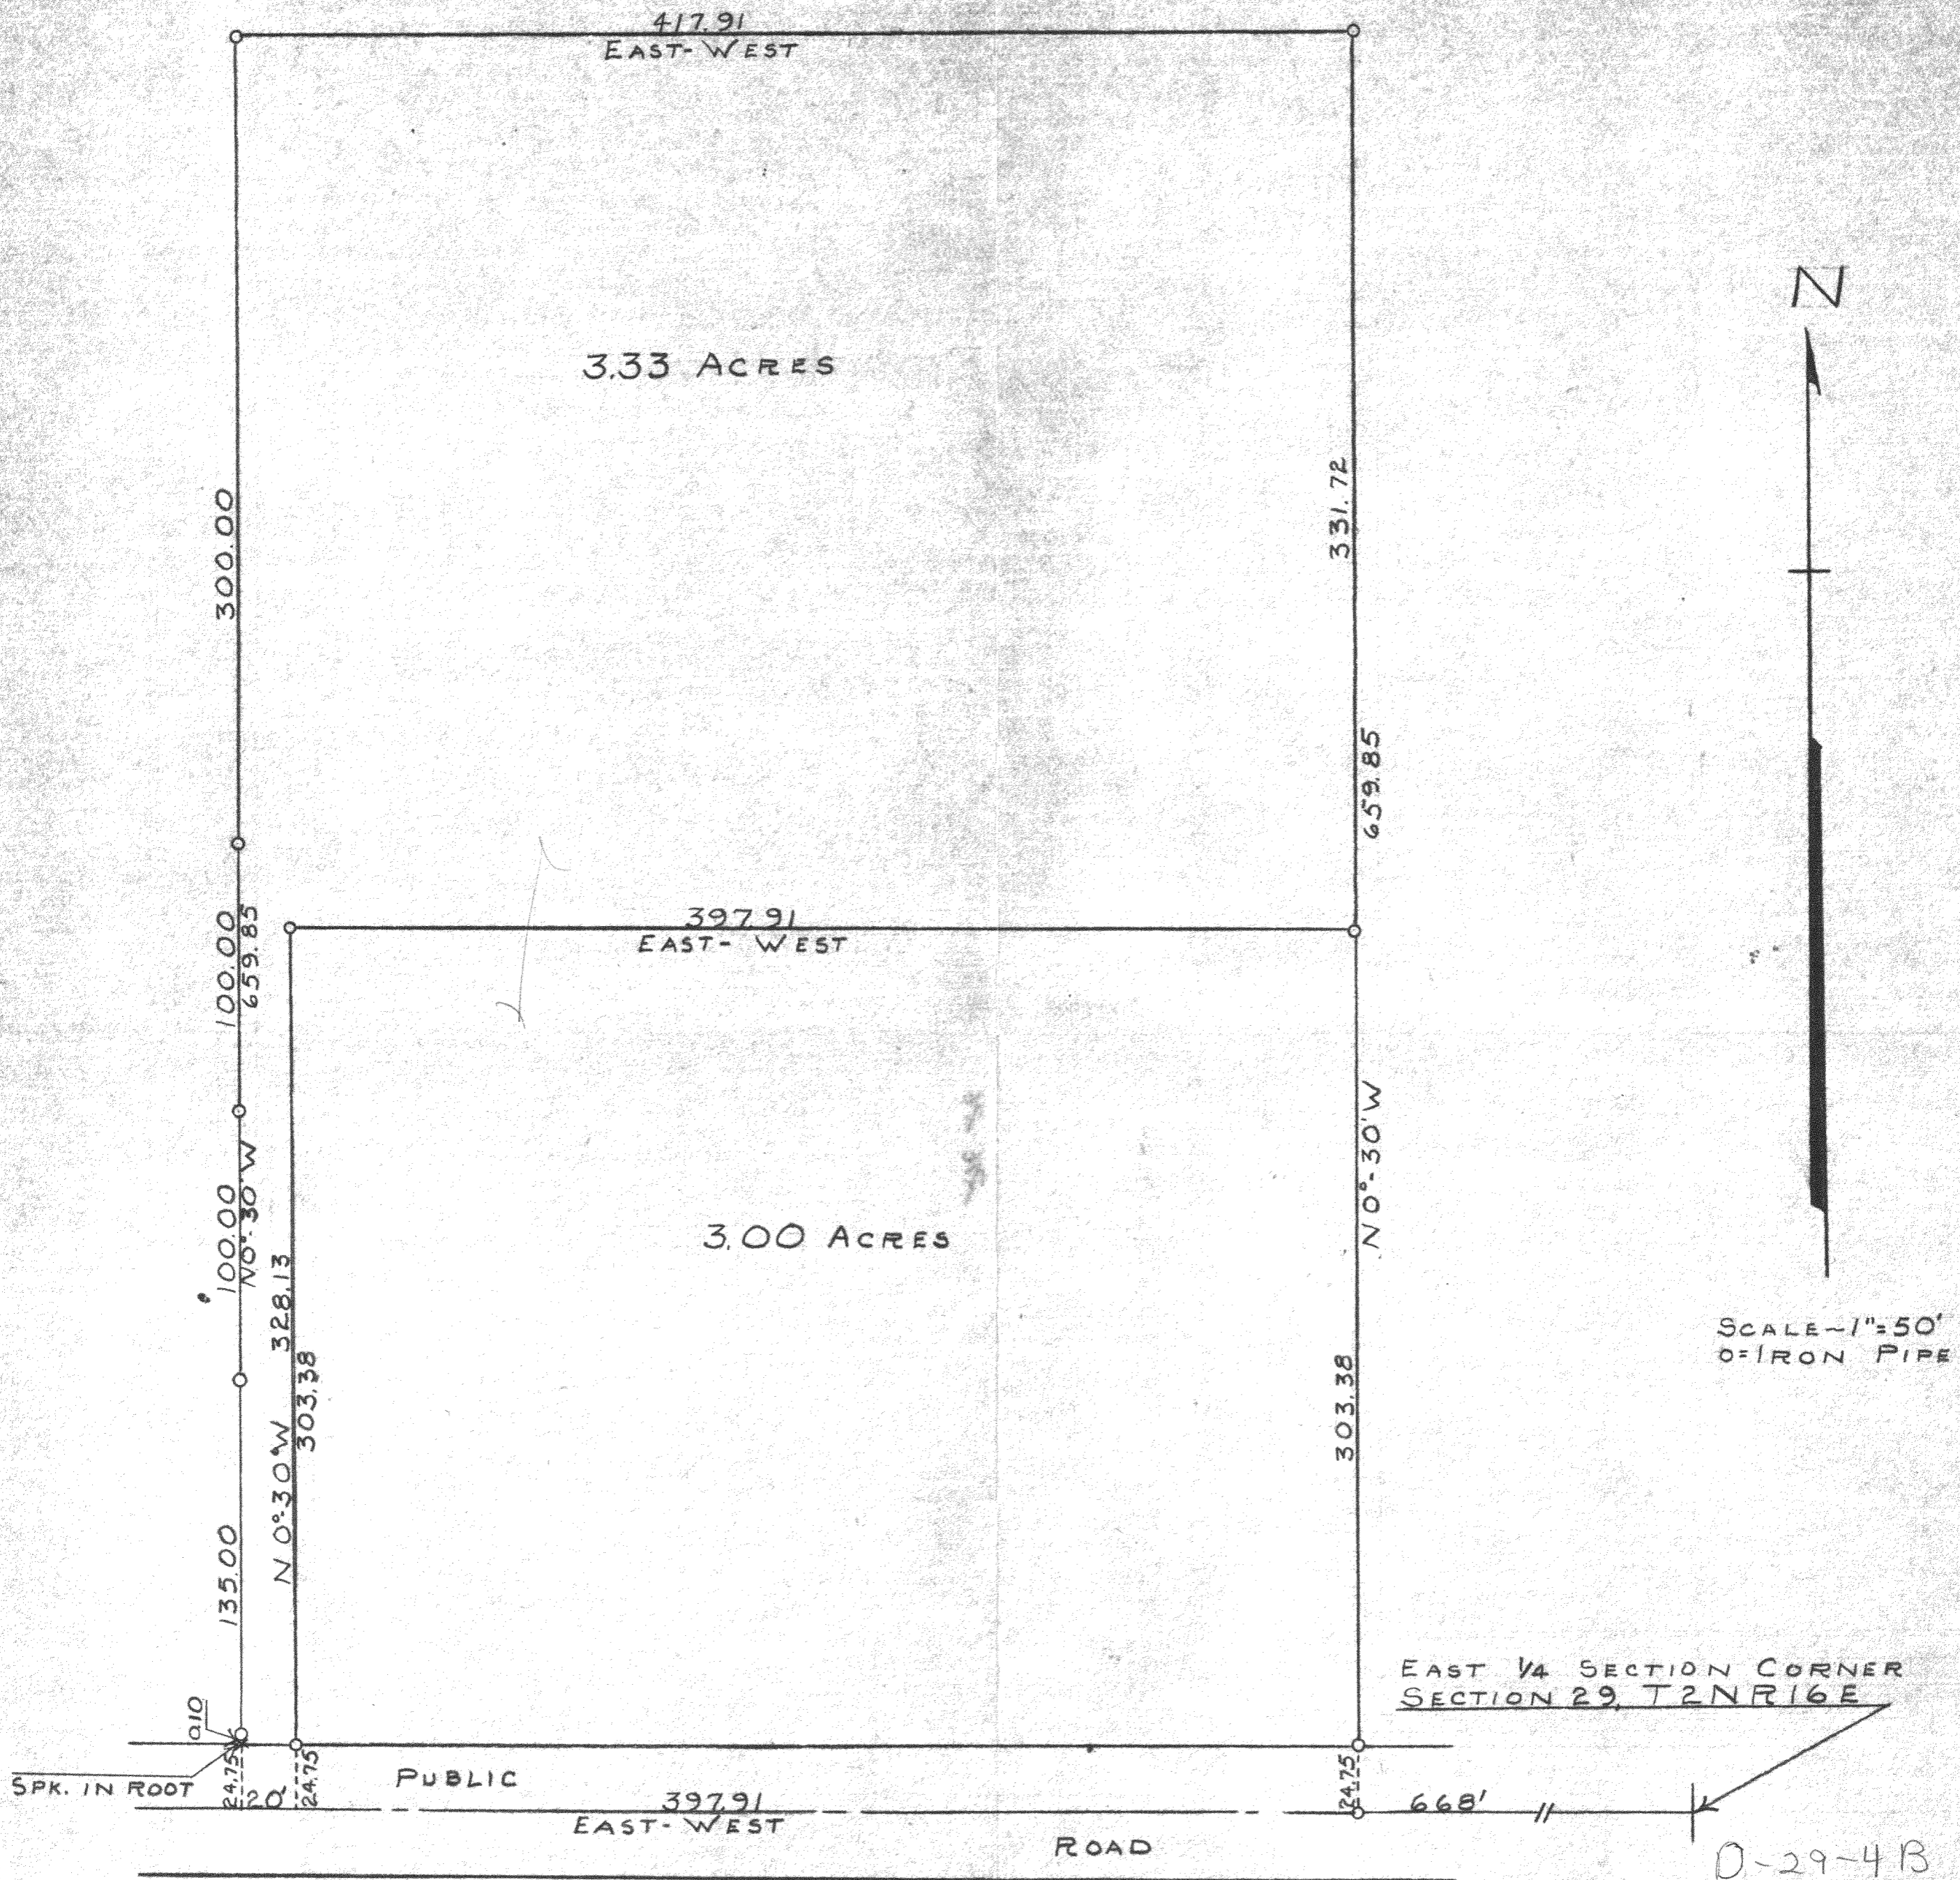 417.91
EAST-WEST
N
3.33 ACRES
300.00
331.72
659.85
100.00
659.85
397.91
EAST- WEST
N0°-30'W
100.00
N0°-30'W
3.00 ACRES
328.13
303.38
SCALE~1"=50'
o=IRON PIPE
303.38
N0°-30'W
135.00
EAST 1/4 SECTION CORNER
SECTION 29, T2NR16E
0.10
SPK. IN ROOT
24.75
20'
24.75
PUBLIC
397.91
EAST-WEST
24.75
668'
ROAD
D-29-4B